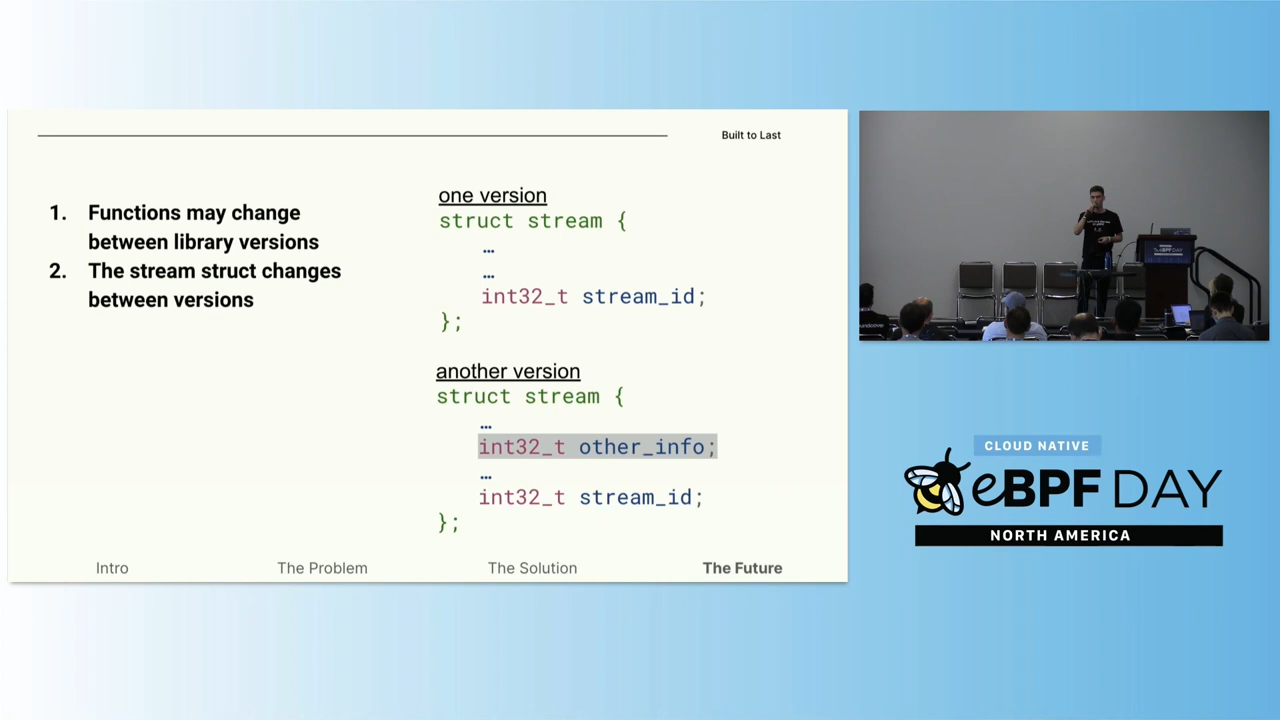 Built to Last
1. Functions may change
between library versions
2. The stream struct changes
between versions
one version
struct stream {
…
…
int32_t stream_id;
};
another version
struct stream {
…
int32_t other_info;
…
int32_t stream_id;
};
Intro
The Problem
The Solution
The Future
CLOUD NATIVE
eBPF DAY
NORTH AMERICA